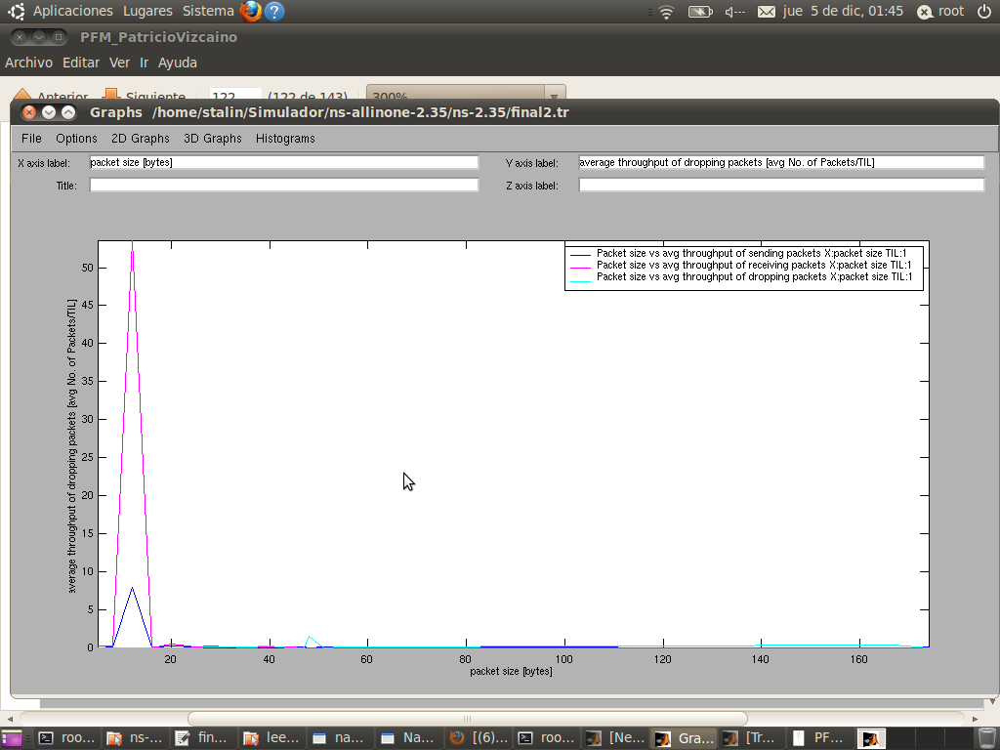 Aplicaciones Lugares Sistema ? jue 5 de dic, 01:45 root
PFM_PatricioVizcaino
Archivo Editar Ver Ir Ayuda
Anterior Siguiente 122 (122 de 143) 300%
Graphs /home/stalin/Simulador/ns-allinone-2.35/ns-2.35/final2.tr
File Options 2D Graphs 3D Graphs Histograms
X axis label: packet size [bytes] Y axis label: average throughput of dropping packets [avg No. of Packets/TIL]
Title: Z axis label:
Packet size vs avg throughput of sending packets X:packet size TIL:1
Packet size vs avg throughput of receiving packets X:packet size TIL:1
Packet size vs avg throughput of dropping packets X:packet size TIL:1
average throughput of dropping packets [avg No. of Packets/TIL]
50
45
40
35
30
25
20
15
10
5
0
20 40 60 80 100 120 140 160
packet size [bytes]
roo... ns-... fin... lee... na... Na... [(6)... roo... [Ne... Gra... [Tr... PF...